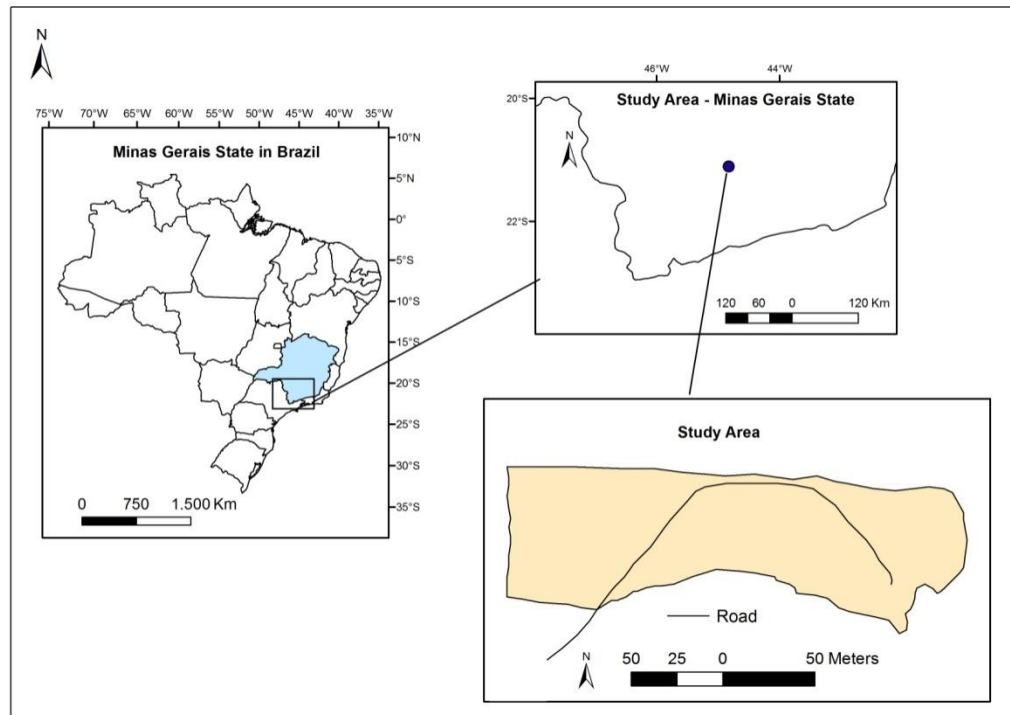 N
75°W 70°W 65°W 60°W 55°W 50°W 45°W 40°W 35°W
10°N
Minas Gerais State in Brazil
5°N
0°
5°S
10°S
15°S
20°S
25°S
30°S
35°S
0 750 1.500 Km
46°W 44°W
20°S
Study Area - Minas Gerais State
N
22°S
120 60 0 120 Km
Study Area
Road
N
50 25 0 50 Meters